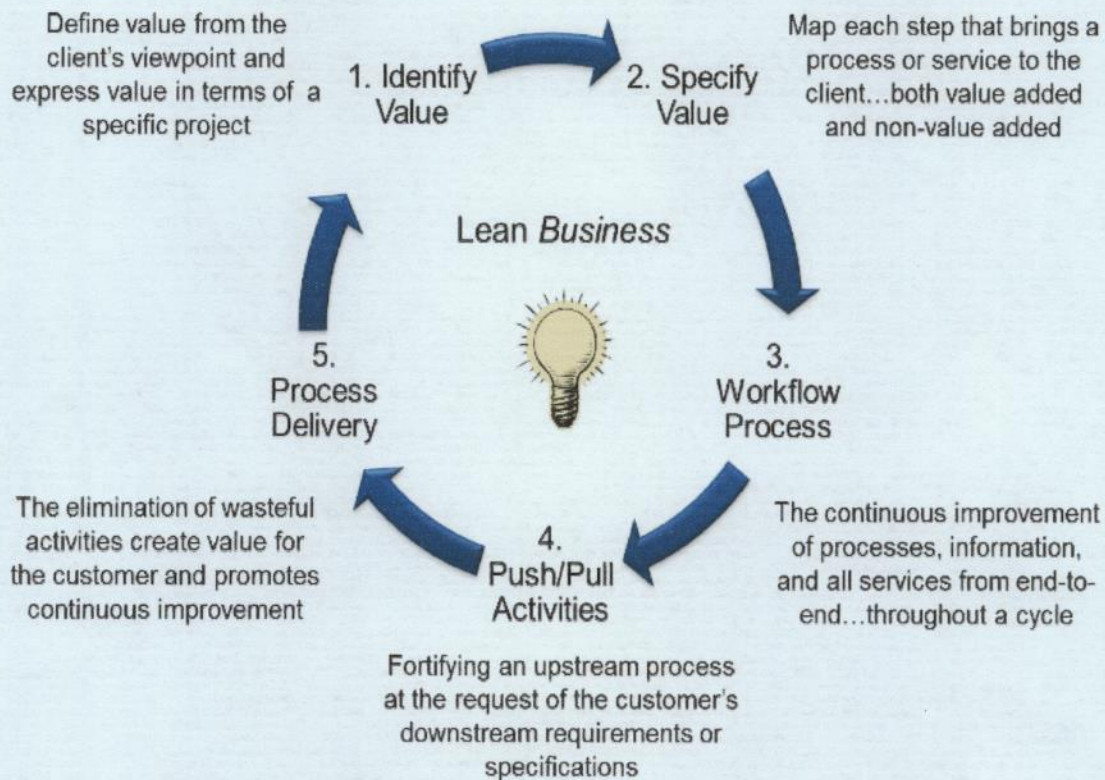 Define value from the
client's viewpoint and
express value in terms of a
specific project
1. Identify
Value
2. Specify
Value
Map each step that brings a
process or service to the
client...both value added
and non-value added
Lean Business
3.
Workflow
Process
The continuous improvement
of processes, information,
and all services from end-to-
end...throughout a cycle
4.
Push/Pull
Activities
Fortifying an upstream process
at the request of the customer's
downstream requirements or
specifications
5.
Process
Delivery
The elimination of wasteful
activities create value for
the customer and promotes
continuous improvement